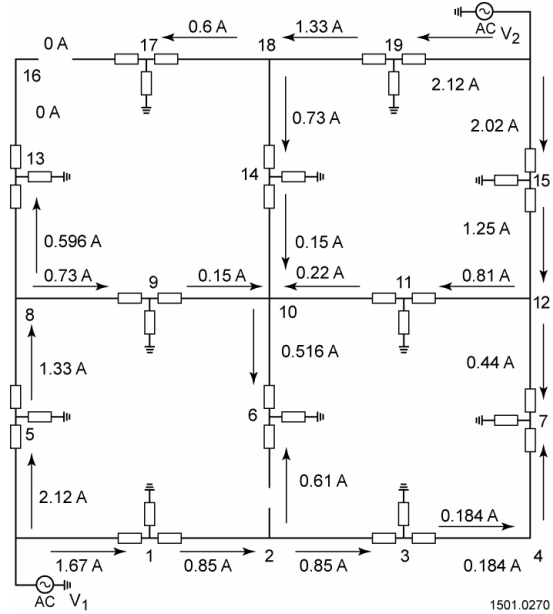 AC V2
0.6 A 1.33 A
0 A 17 18 19
16 2.12 A
0 A 0.73 A 2.02 A
13 14 15
0.596 A 0.15 A 1.25 A
0.73 A 9 0.15 A 0.22 A 11 0.81 A
8 10 12
1.33 A 0.516 A 0.44 A
5 6 7
2.12 A 0.61 A
0.184 A
1 2 3 4
1.67 A 0.85 A 0.85 A 0.184 A
AC V1
1501.0270